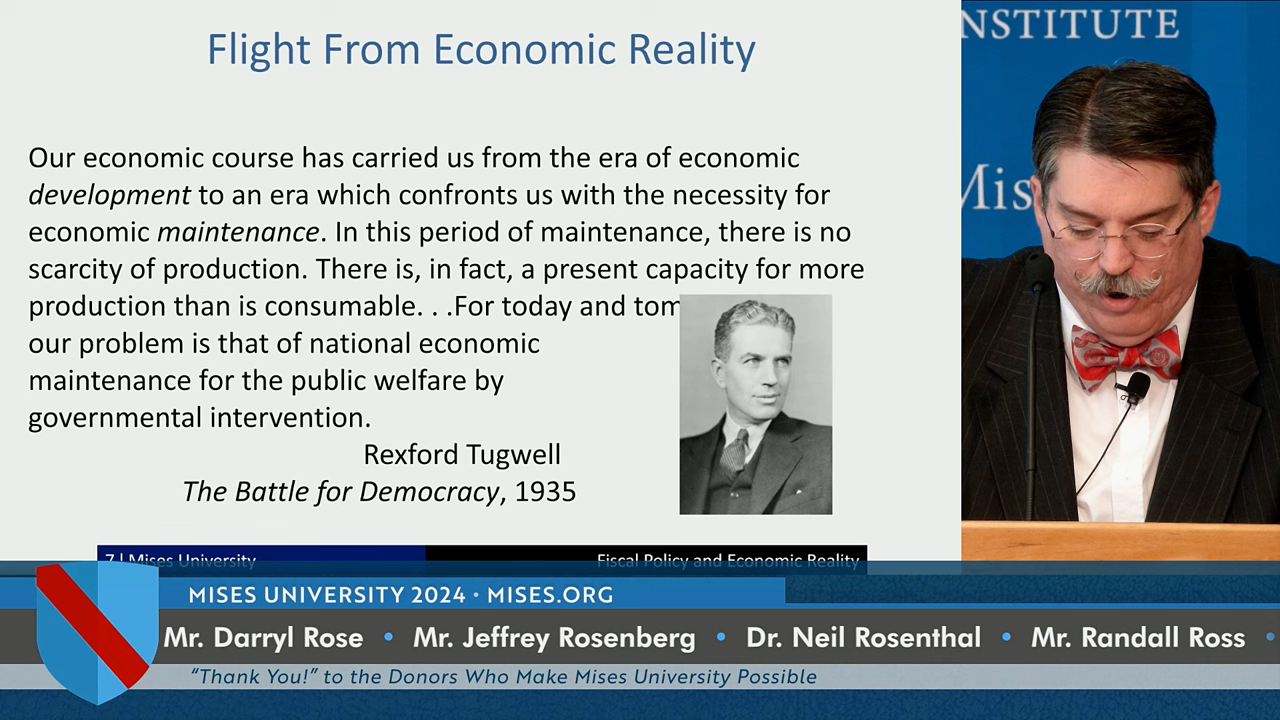 Flight From Economic Reality
Our economic course has carried us from the era of economic
development to an era which confronts us with the necessity for
economic maintenance. In this period of maintenance, there is no
scarcity of production. There is, in fact, a present capacity for more
production than is consumable. . .For today and tom
our problem is that of national economic
maintenance for the public welfare by
governmental intervention.
Rexford Tugwell
The Battle for Democracy, 1935
7 | Mises University
Fiscal Policy and Economic Reality
NSTITUTE
Mis
MISES UNIVERSITY 2024 • MISES.ORG
Mr. Darryl Rose • Mr. Jeffrey Rosenberg • Dr. Neil Rosenthal • Mr. Randall Ross •
“Thank You!” to the Donors Who Make Mises University Possible